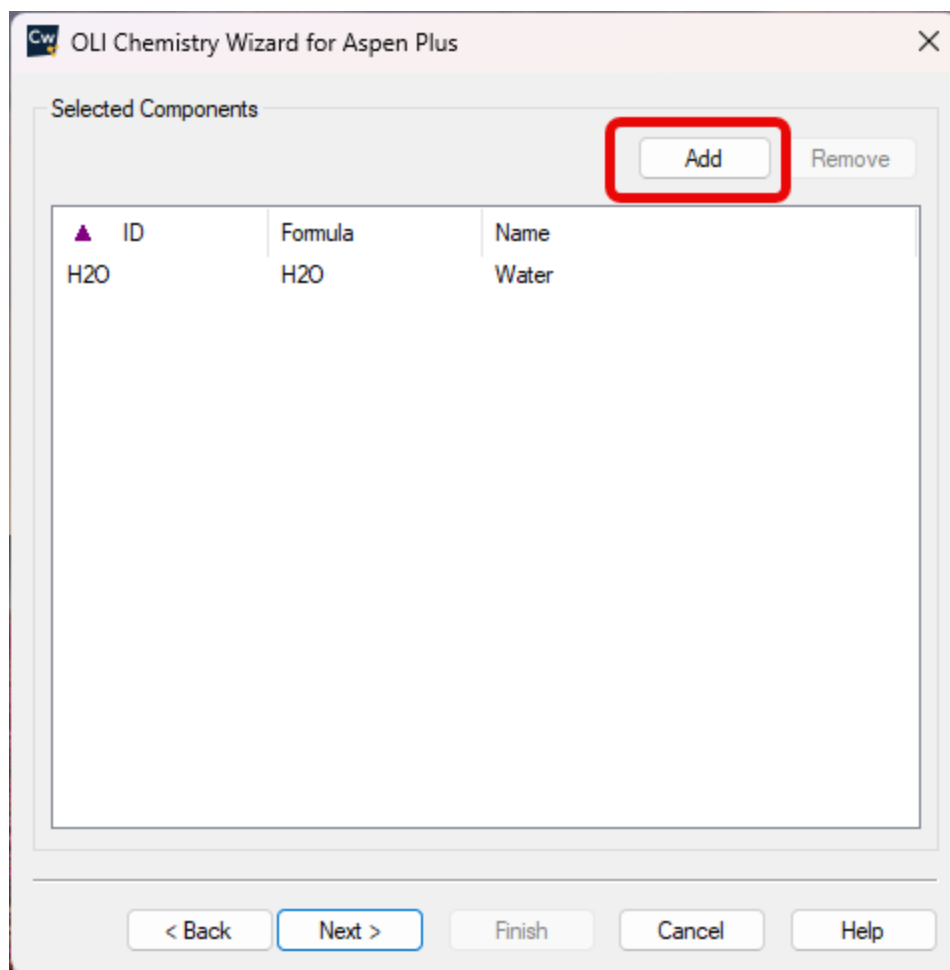 Cw OLI Chemistry Wizard for Aspen Plus
Selected Components
Add Remove
ID Formula Name
H2O H2O Water
< Back Next > Finish Cancel Help